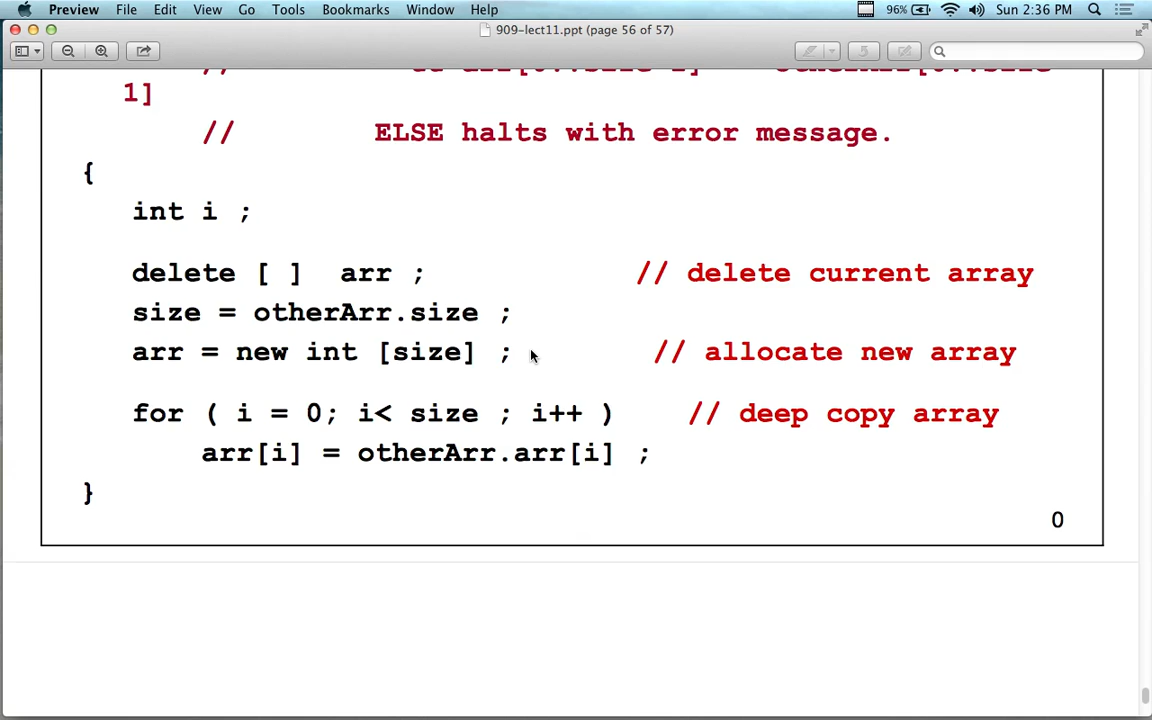 Preview File Edit View Go Tools Bookmarks Window Help 96% Sun 2:36 PM
909-lect11.ppt (page 56 of 57)
//
1]
// ELSE halts with error message.
{
int i ;
delete [ ] arr ; // delete current array
size = otherArr.size ;
arr = new int [size] ; // allocate new array
for ( i = 0; i< size ; i++ ) // deep copy array
arr[i] = otherArr.arr[i] ;
}
0